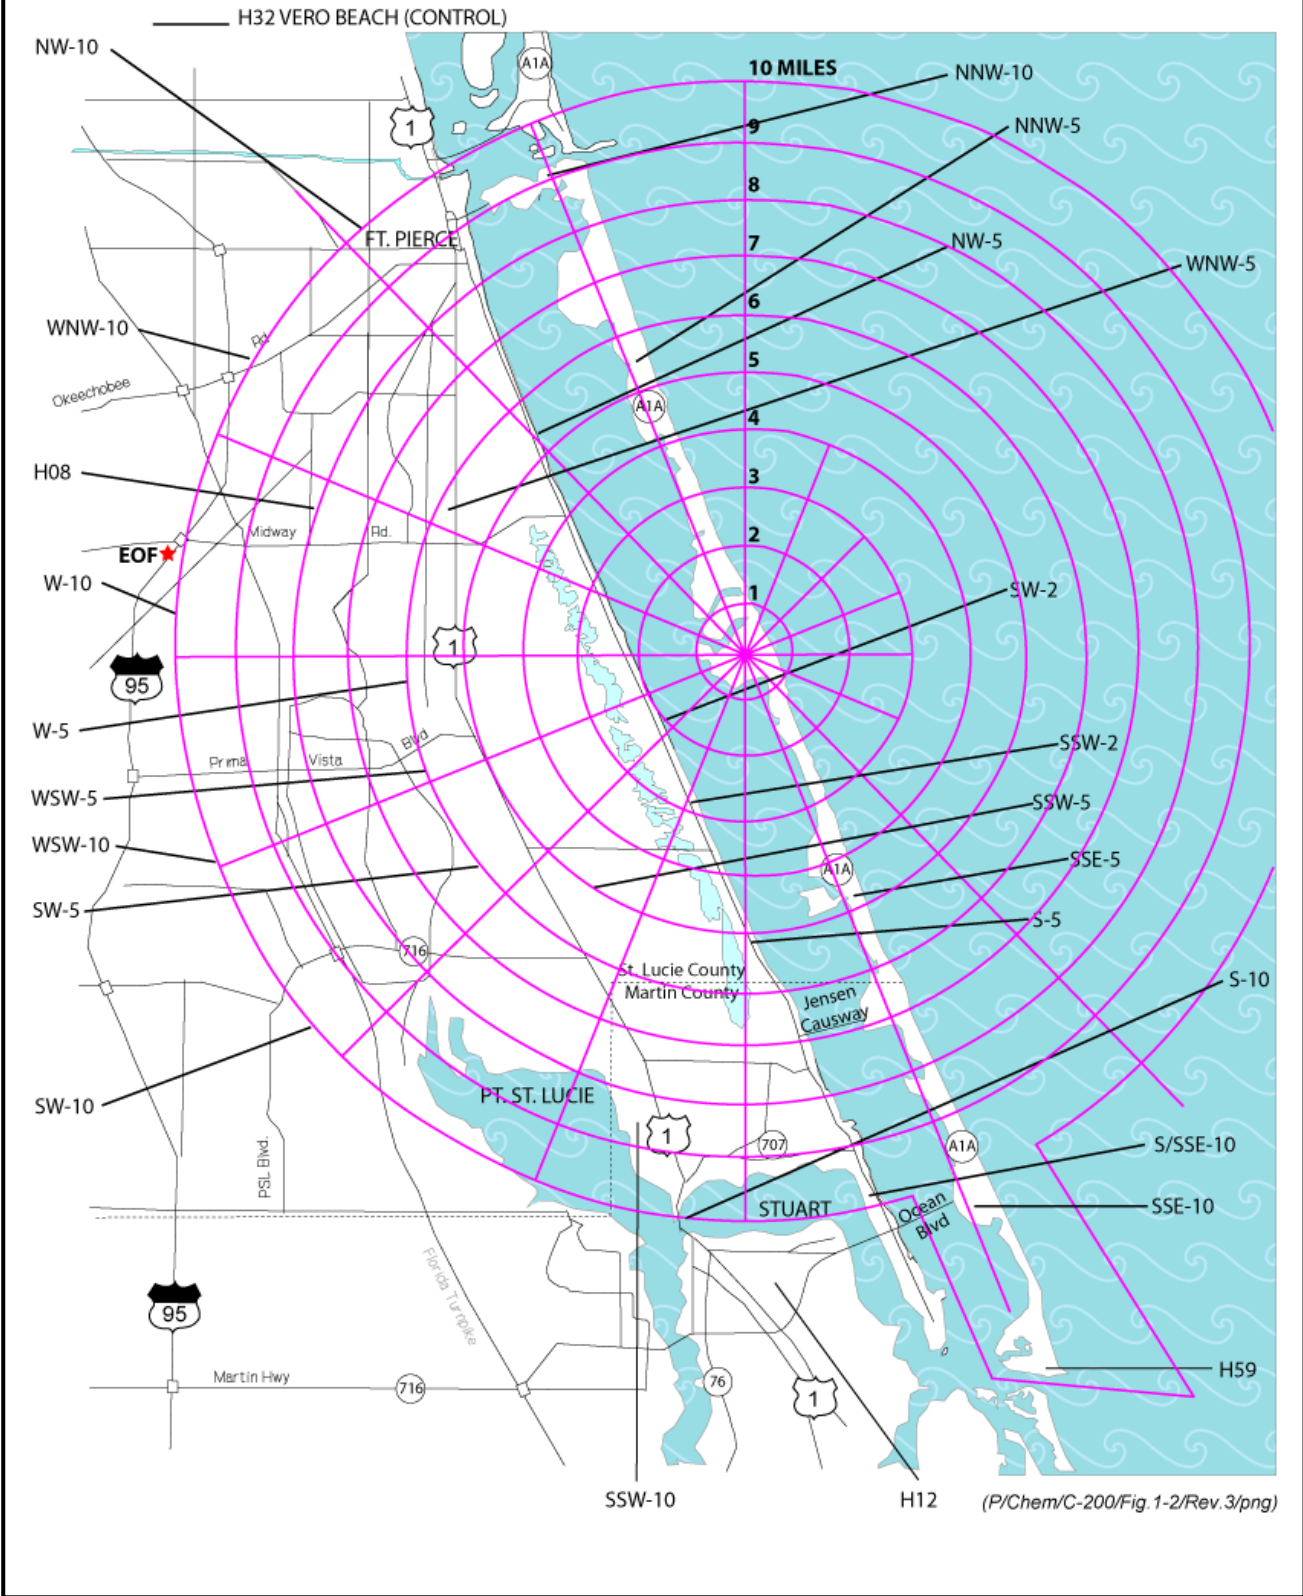 H32 VERO BEACH (CONTROL)
NW-10
A1A
10 MILES
NNW-10
1
9
NNW-5
8
FT. PIERCE
7
NW-5
WNW-5
6
WNW-10
Rd.
5
Okeechobee
A1A
4
H08
3
Midway Rd.
2
EOF
W-10
1
SW-2
1
95
W-5
Blvd
SSW-2
Prima Vista
WSW-5
SSW-5
WSW-10
SSE-5
A1A
SW-5
S-5
716
St. Lucie County
Martin County
S-10
Jensen
Causway
PT. ST. LUCIE
SW-10
1
707
A1A
S/SSE-10
PSL Blvd.
STUART
Ocean
Blvd
SSE-10
Florida Turnpike
95
H59
Martin Hwy
716
76
1
SSW-10
H12
(P/Chem/C-200/Fig.1-2/Rev.3/png)